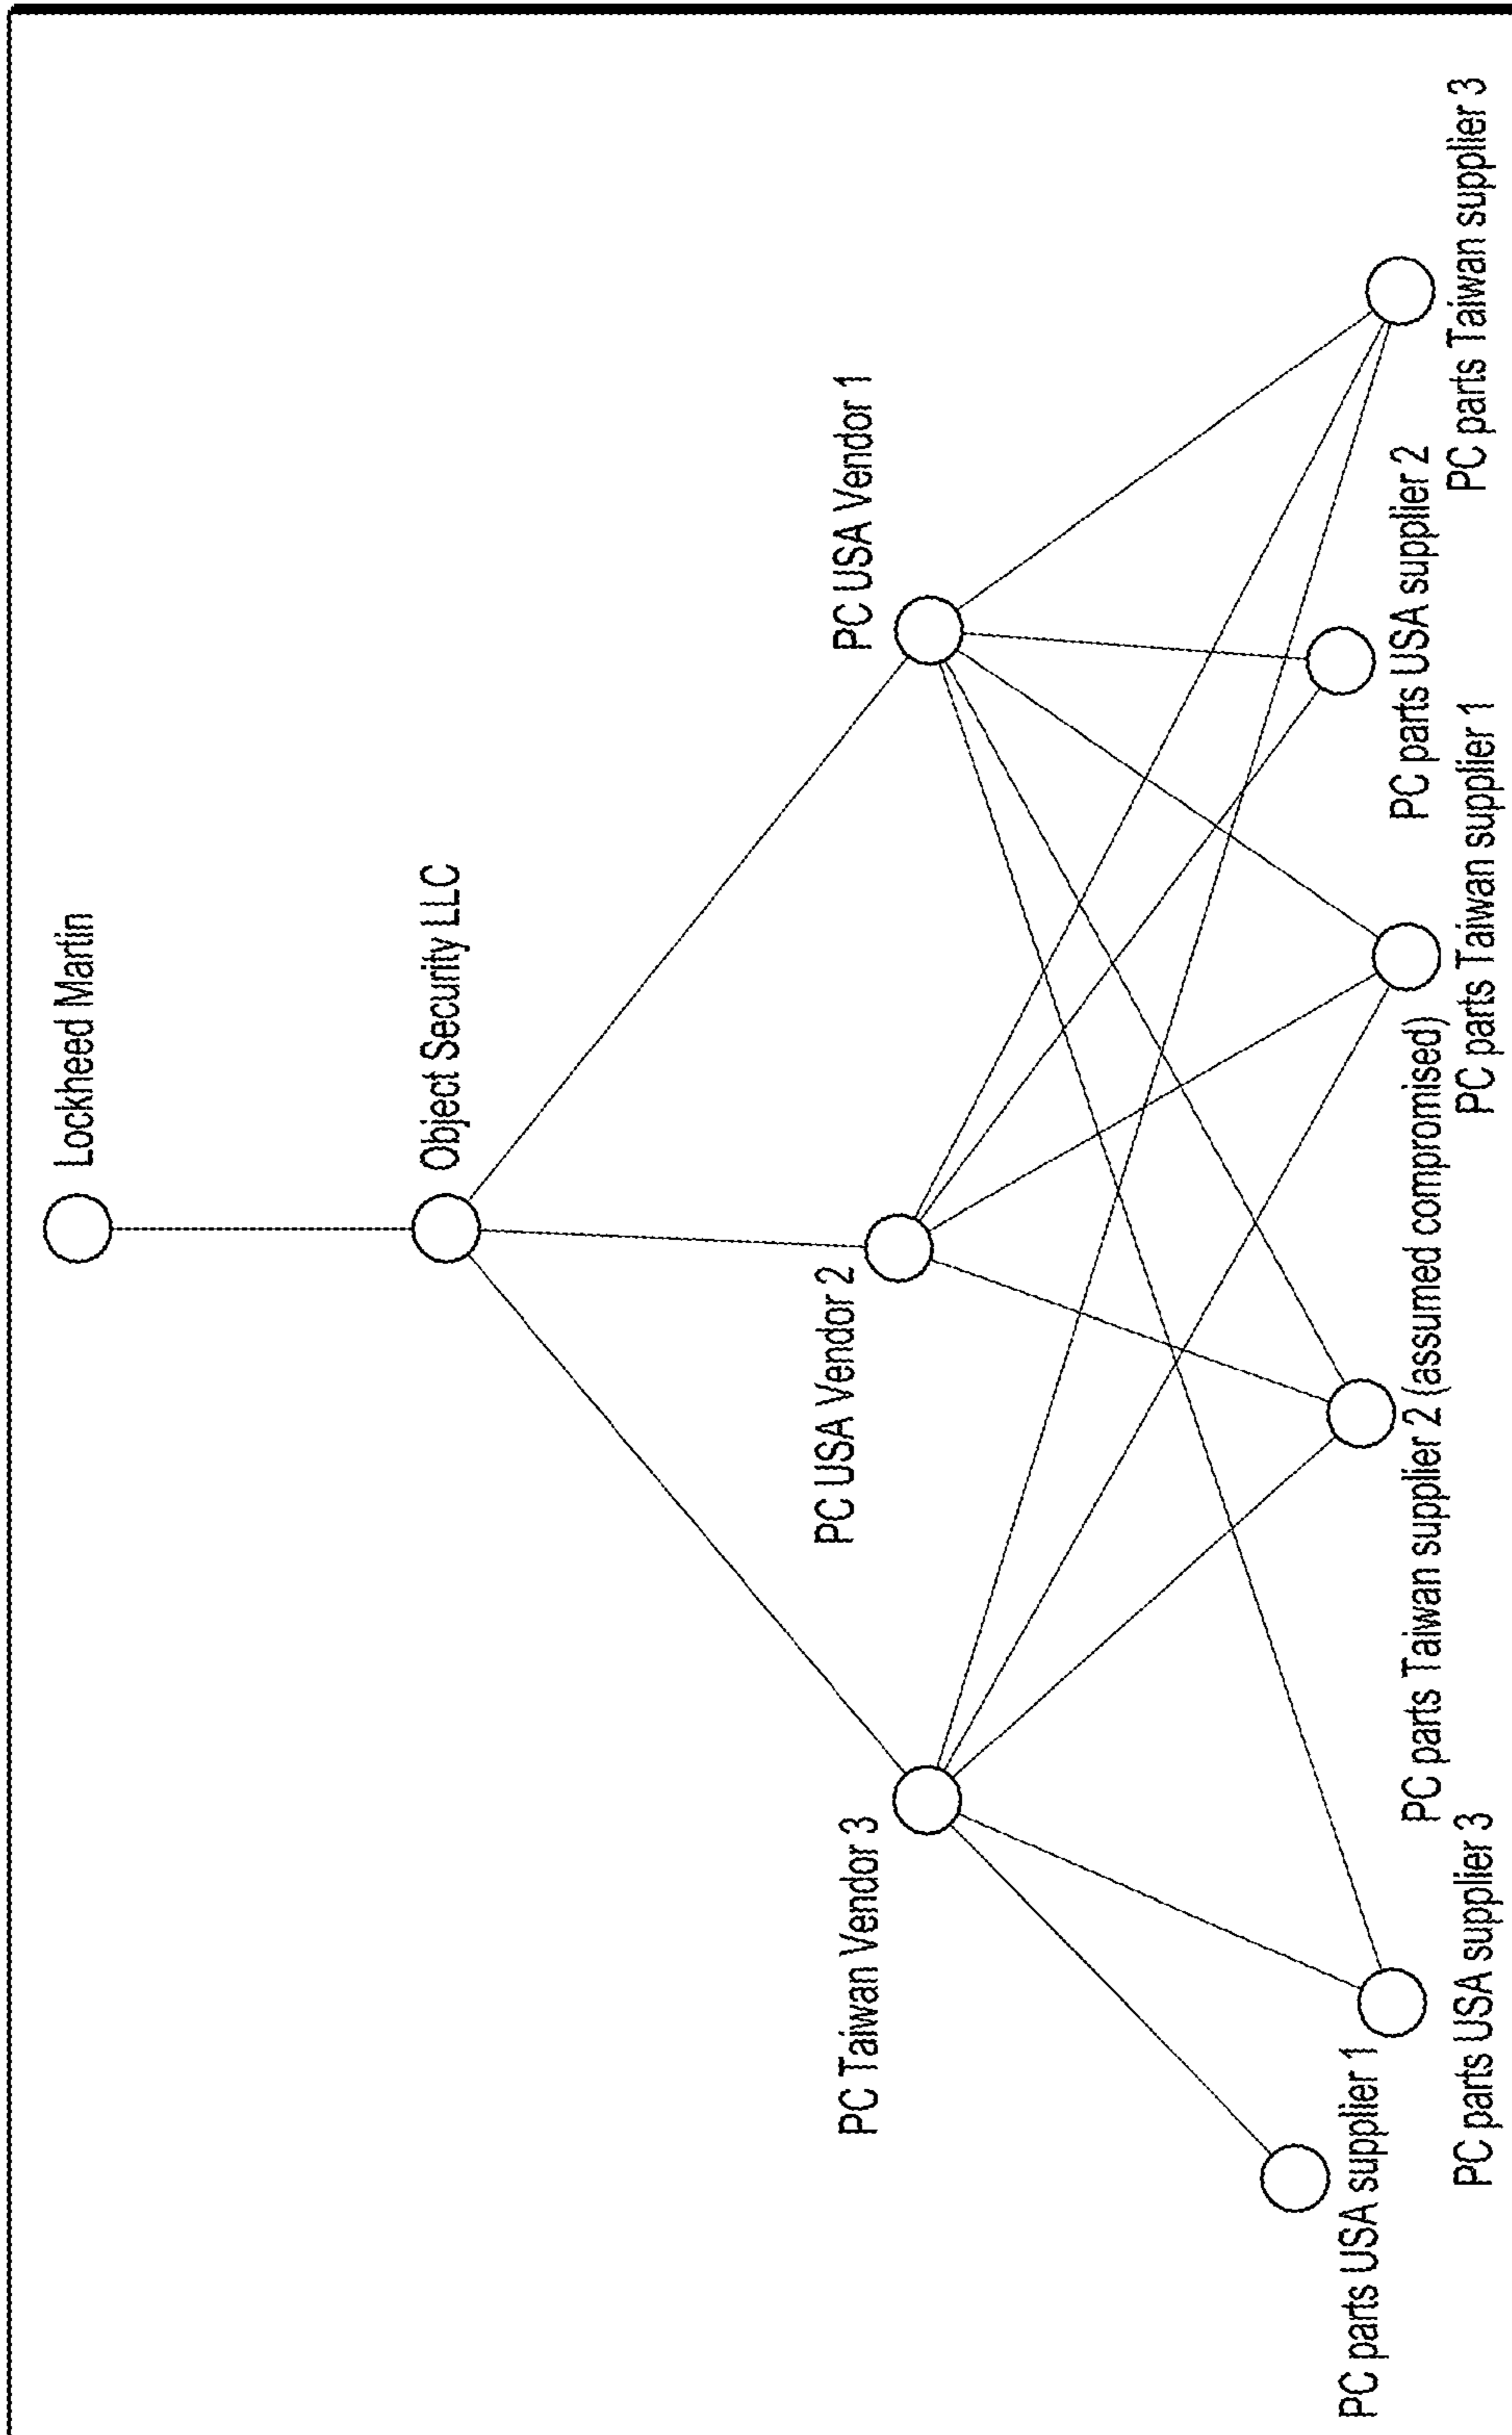 Lockheed Martin
Object Security LLC
PC Taiwan Vendor 3
PC USA Vendor 2
PC USA Vendor 1
PC parts USA supplier 1
PC parts USA supplier 3
PC parts Taiwan supplier 2 (assumed compromised)
PC parts Taiwan supplier 1
PC parts USA supplier 2
PC parts Taiwan supplier 3